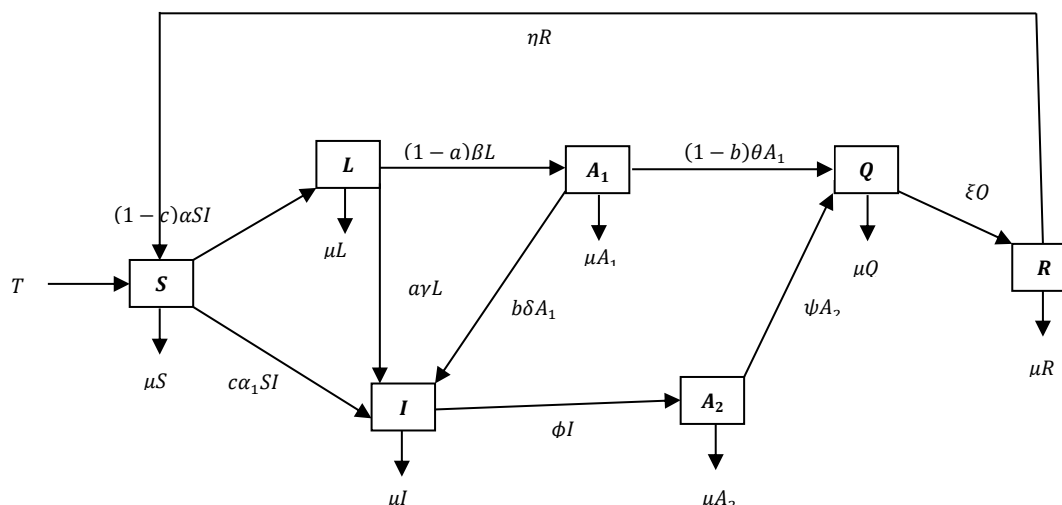 ηR
L
(1 − a)βL
A₁
(1 − b)θA₁
Q
ξQ
(1 − c)αSI
μL
μA₁
μQ
R
T
S
aγL
bδA₁
ψA₂
μS
cα₁SI
μR
I
A₂
ϕI
μI
μA₂